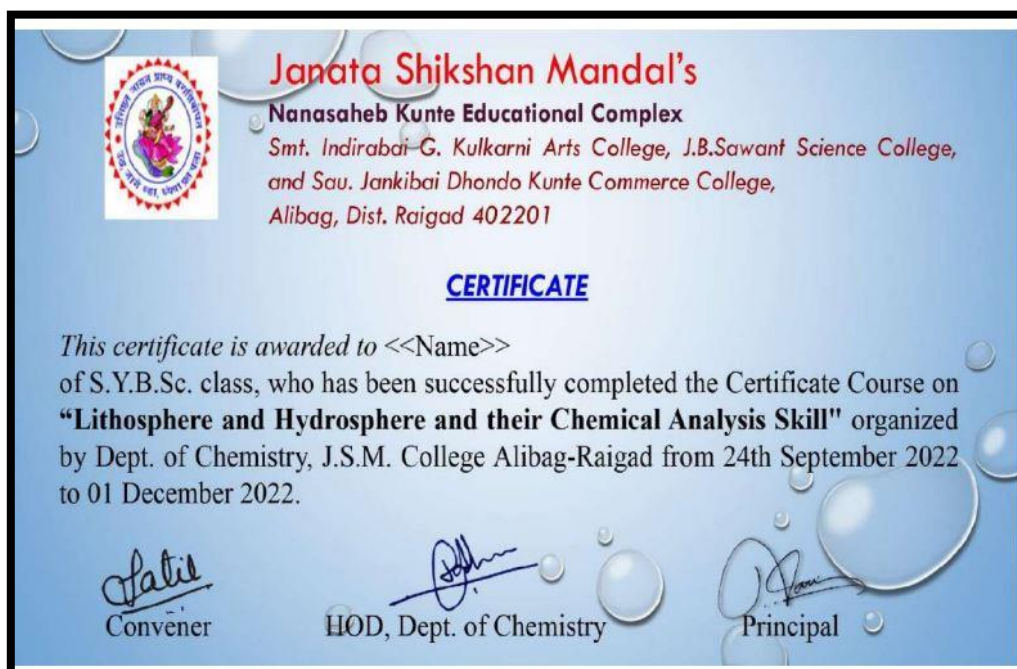 Janata Shikshan Mandal's
Nanasaheb Kunte Educational Complex
Smt. Indirabai G. Kulkarni Arts College, J.B.Sawant Science College,
and Sau. Jankibai Dhondo Kunte Commerce College,
Alibag, Dist. Raigad 402201
CERTIFICATE
This certificate is awarded to <<Name>>
of S.Y.B.Sc. class, who has been successfully completed the Certificate Course on
“Lithosphere and Hydrosphere and their Chemical Analysis Skill" organized
by Dept. of Chemistry, J.S.M. College Alibag-Raigad from 24th September 2022
to 01 December 2022.
Convener HOD, Dept. of Chemistry Principal